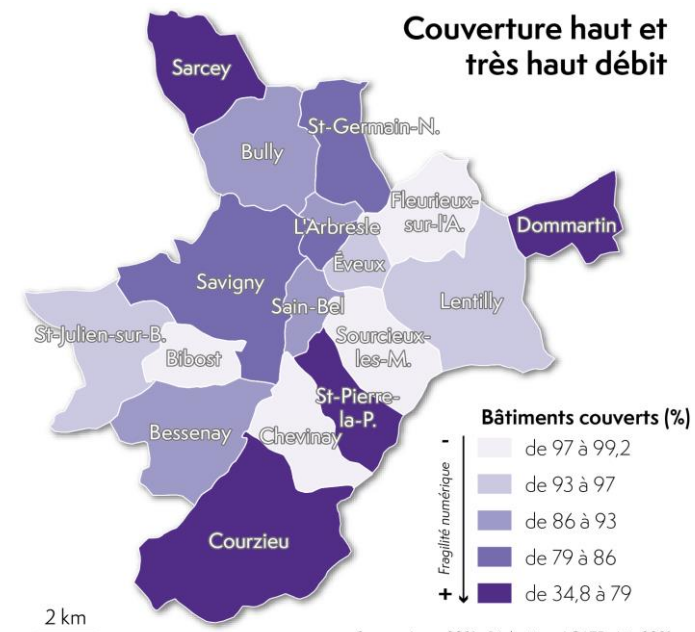 Couverture haut et
très haut débit
Sarcey
St-Germain-N.
Bully
Fleurieux-
sur-l'A.
L'Arbresle
Dommartin
Éveux
Savigny
Sain-Bel
Lentilly
St-Julien-sur-B.
Sourcieux-
les-M.
Bibost
St-Pierre-
la-P.
Bessenay
Chevinay
Courzieu
Bâtiments couverts (%)
-
Fragilité numérique
+
de 97 à 99,2
de 93 à 97
de 86 à 93
de 79 à 86
de 34,8 à 79
2 km